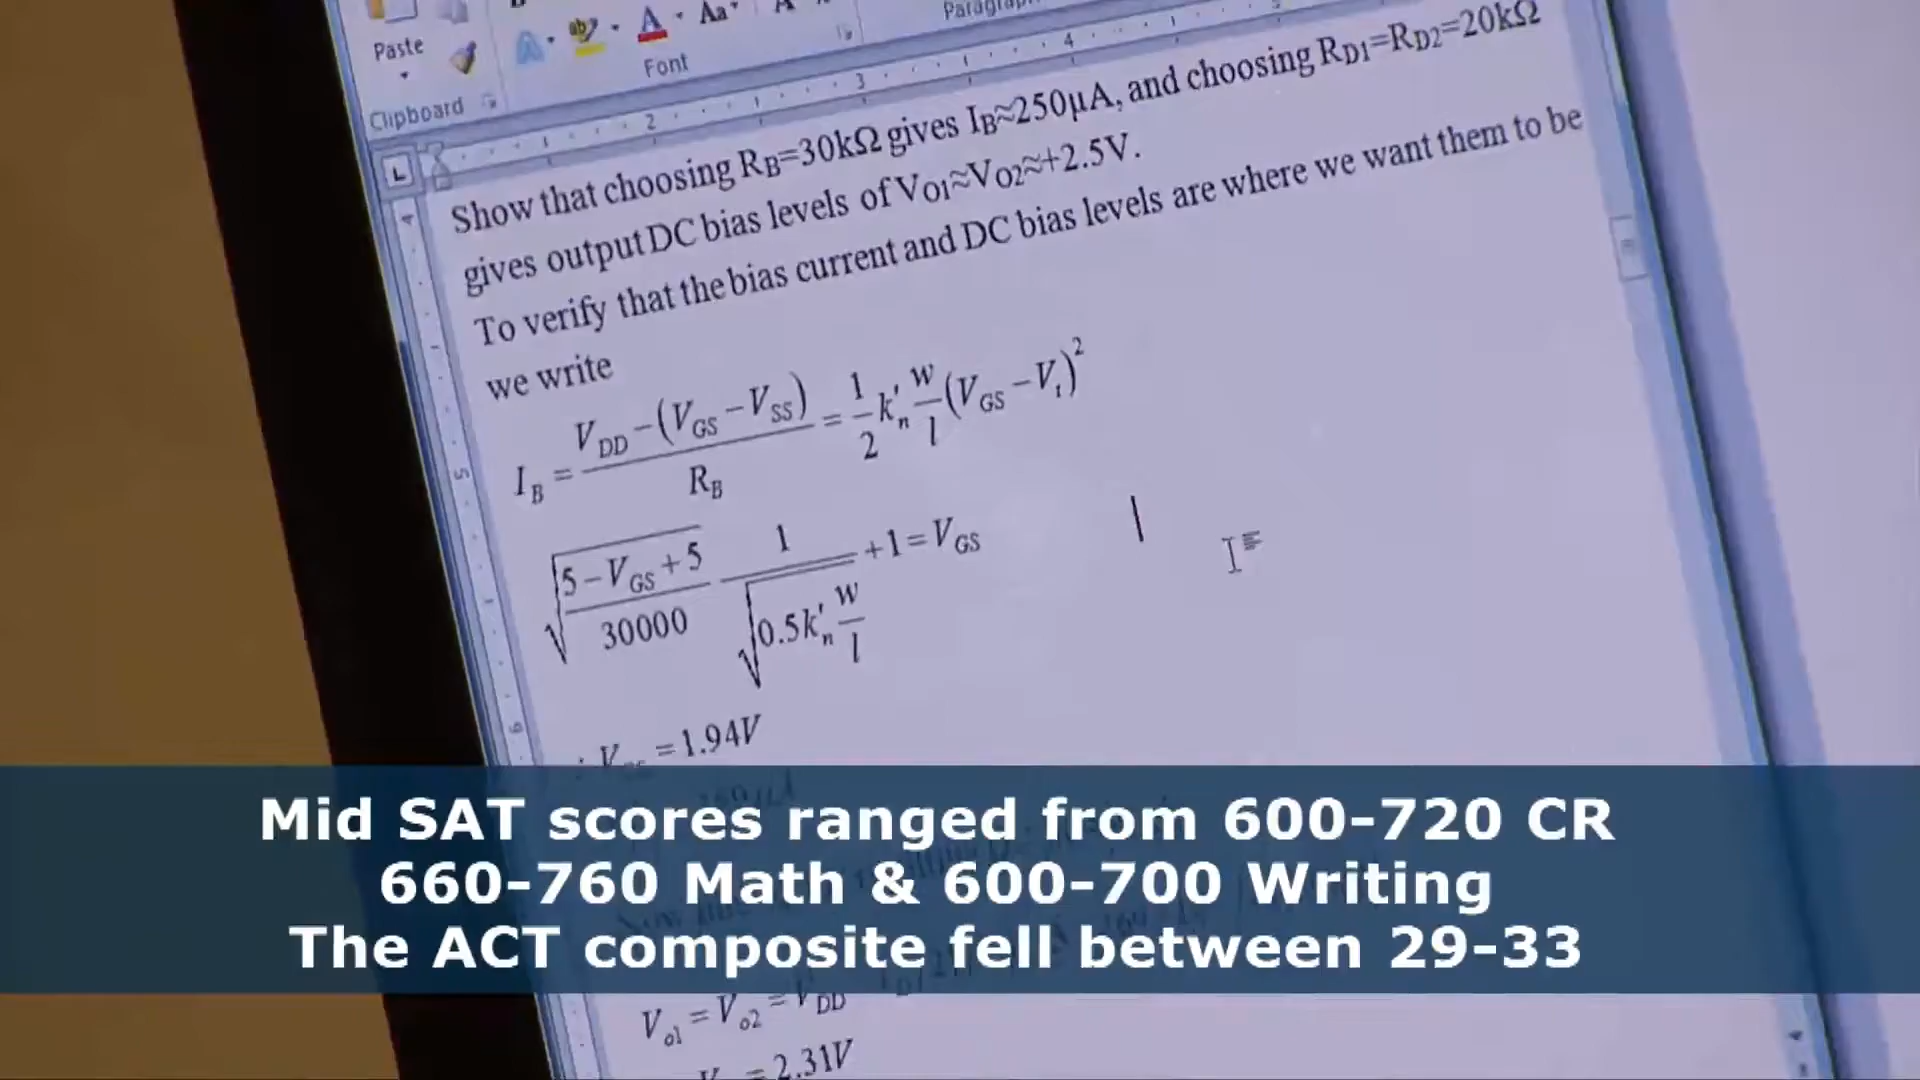 Paste
Clipboard
Font
Paragraph
Aa
2
3
4
Show that choosing R_B=30kΩ gives I_B≈250μA, and choosing R_D1=R_D2=20kΩ
gives output DC bias levels of V_O1≈V_O2≈+2.5V.
To verify that the bias current and DC bias levels are where we want them to be
we write
I_B = (V_DD − (V_GS − V_SS)) / R_B = 1/2 k'_n w/l (V_GS − V_t)²
√((5 − V_GS + 5) / 30000) 1 / √(0.5k'_n w/l) + 1 = V_GS
= 1.94V
Mid SAT scores ranged from 600-720 CR
660-760 Math & 600-700 Writing
The ACT composite fell between 29-33
V_o1 = V_o2 = V_DD
= 2.31V